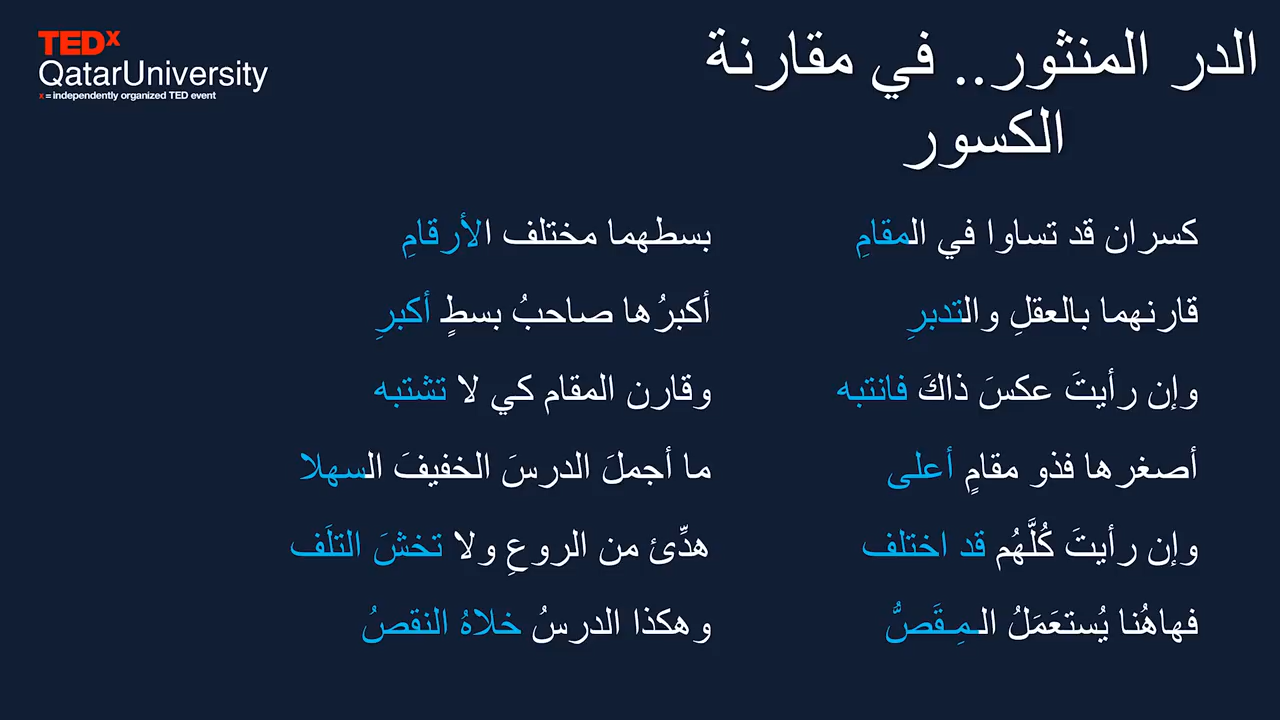 TEDx
QatarUniversity
x = independently organized TED event
الدر المنثور.. في مقارنة
الكسور
كسران قد تساوا في المقامِ بسطهما مختلف الأرقامِ
قارنهما بالعقلِ والتدبرِ أكبرُها صاحبُ بسطٍ أكبرِ
وإن رأيتَ عكسَ ذاكَ فانتبه وقارن المقام كي لا تشتبه
أصغرها فذو مقامٍ أعلى ما أجملَ الدرسَ الخفيفَ السهلا
وإن رأيتَ كُلَّهُم قد اختلف هدِّئ من الروعِ ولا تخشَ التلَف
فهاهُنا يُستعَمَلُ الـمِـقَصُّ وهكذا الدرسُ خلاهُ النقصُ